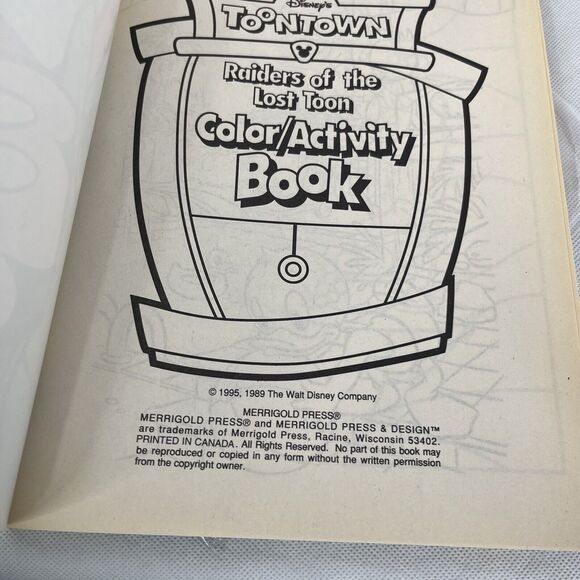 DISNEY'S
TOONTOWN
Raiders of the
Lost Toon
Color/Activity
BOOK
© 1995, 1989 The Walt Disney Company
MERRIGOLD PRESS®
MERRIGOLD PRESS® and MERRIGOLD PRESS & DESIGN™
are trademarks of Merrigold Press, Racine, Wisconsin 53402.
PRINTED IN CANADA. All Rights Reserved. No part of this book may
be reproduced or copied in any form without the written permission
from the copyright owner.